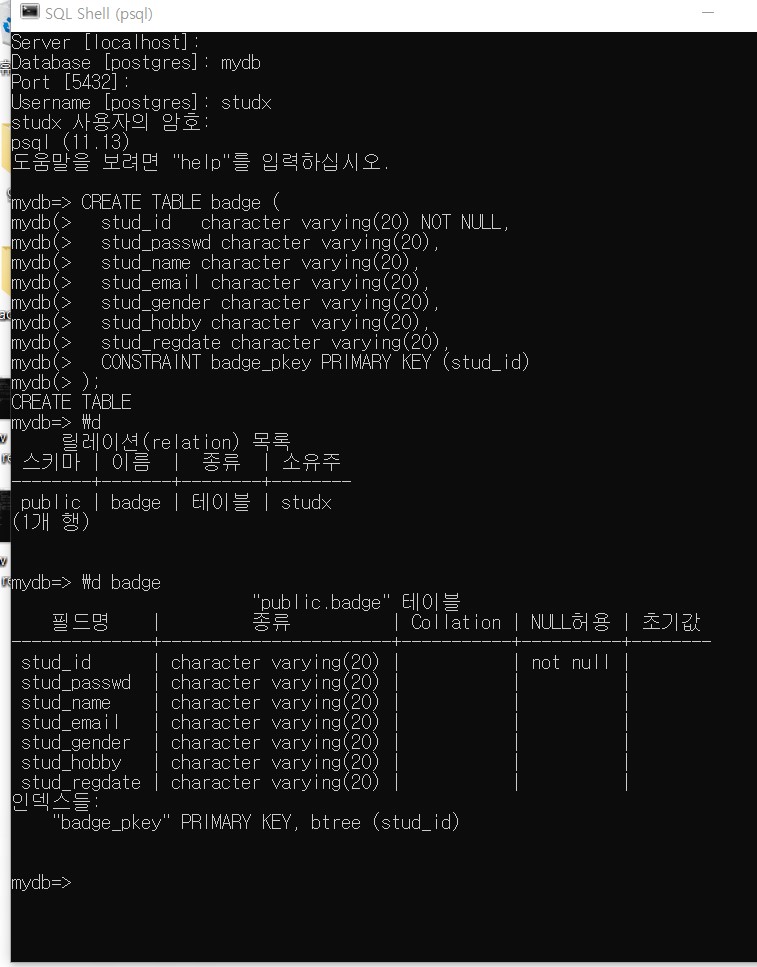 SQL Shell (psql)
Server [localhost]:
Database [postgres]: mydb
Port [5432]:
Username [postgres]: studx
studx 사용자의 암호:
psql (11.13)
도움말을 보려면 "help"를 입력하십시오.
mydb=> CREATE TABLE badge (
mydb(>   stud_id   character varying(20) NOT NULL,
mydb(>   stud_passwd character varying(20),
mydb(>   stud_name character varying(20),
mydb(>   stud_email character varying(20),
mydb(>   stud_gender character varying(20),
mydb(>   stud_hobby character varying(20),
mydb(>   stud_regdate character varying(20),
mydb(>   CONSTRAINT badge_pkey PRIMARY KEY (stud_id)
mydb(> );
CREATE TABLE
mydb=> ₩d
릴레이션(relation) 목록
스키마 | 이름  |  종류  | 소유주
--------+-------+--------+--------
public | badge | 테이블 | studx
(1개 행)
mydb=> ₩d badge
"public.badge" 테이블
필드명    |         종류          | Collation | NULL허용 | 초기값
--------------+-----------------------+-----------+----------+--------
stud_id      | character varying(20) |           | not null |
stud_passwd  | character varying(20) |           |          |
stud_name    | character varying(20) |           |          |
stud_email   | character varying(20) |           |          |
stud_gender  | character varying(20) |           |          |
stud_hobby   | character varying(20) |           |          |
stud_regdate | character varying(20) |           |          |
인덱스들:
"badge_pkey" PRIMARY KEY, btree (stud_id)
mydb=>